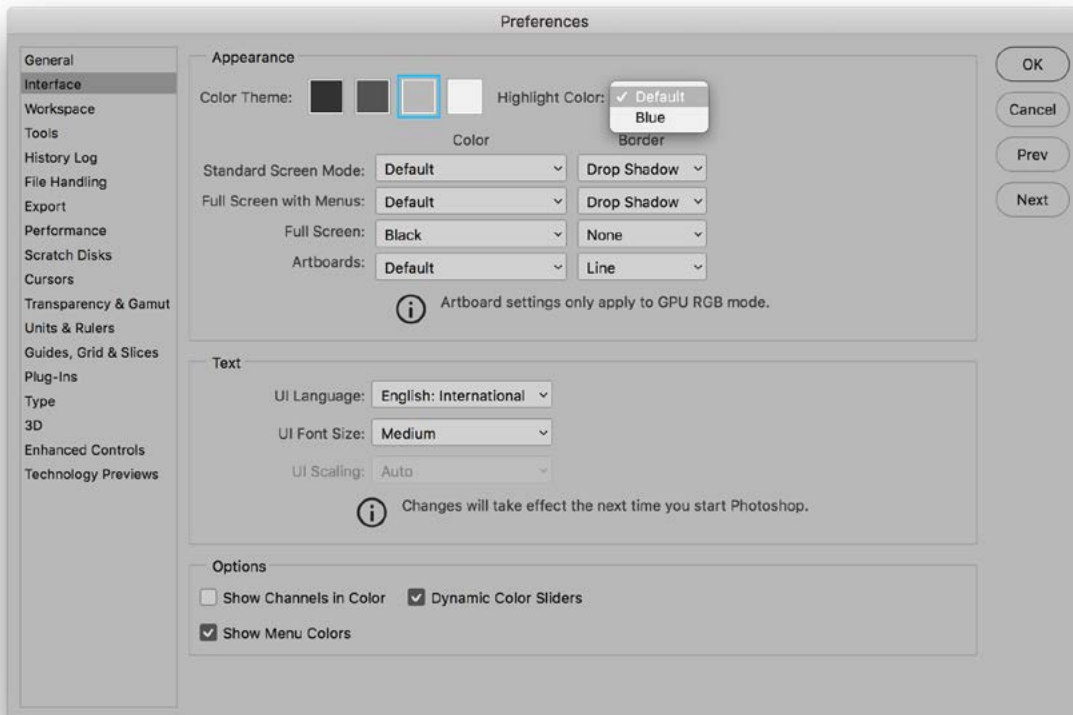 Preferences
General
Interface
Workspace
Tools
History Log
File Handling
Export
Performance
Scratch Disks
Cursors
Transparency & Gamut
Units & Rulers
Guides, Grid & Slices
Plug-Ins
Type
3D
Enhanced Controls
Technology Previews
Appearance
Color Theme:
Highlight Color: ✓ Default
Blue
Color Border
Standard Screen Mode: Default Drop Shadow
Full Screen with Menus: Default Drop Shadow
Full Screen: Black None
Artboards: Default Line
Artboard settings only apply to GPU RGB mode.
Text
UI Language: English: International
UI Font Size: Medium
UI Scaling: Auto
Changes will take effect the next time you start Photoshop.
Options
Show Channels in Color Dynamic Color Sliders
Show Menu Colors
OK
Cancel
Prev
Next